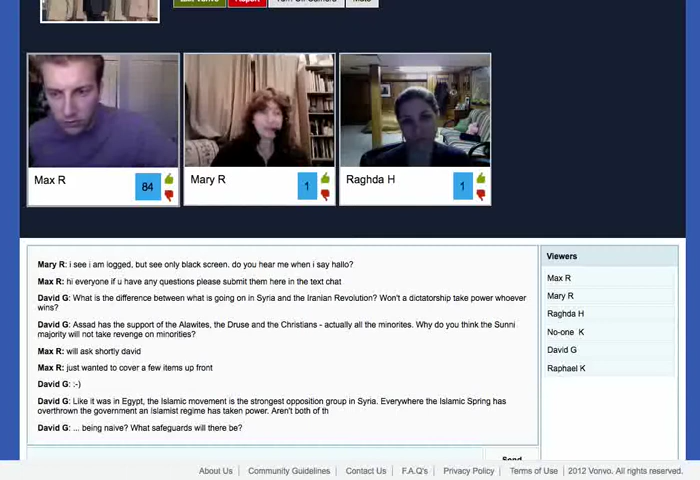 Max R
84
Mary R
1
Raghda H
1
Mary R: i see i am logged, but see only black screen. do you hear me when i say hallo?
Max R: hi everyone if u have any questions please submit them here in the text chat
David G: What is the difference between what is going on in Syria and the Iranian Revolution? Won't a dictatorship take power whoever
wins?
David G: Assad has the support of the Alawites, the Druse and the Christians - actually all the minorites. Why do you think the Sunni
majority will not take revenge on minorities?
Max R: will ask shortly david
Max R: just wanted to cover a few items up front
David G: :-)
David G: Like it was in Egypt, the Islamic movement is the strongest opposition group in Syria. Everywhere the Islamic Spring has
overthrown the government an islamist regime has taken power. Aren't both of th
David G: ... being naive? What safeguards will there be?
Viewers
Max R
Mary R
Raghda H
No-one K
David G
Raphael K
Send
About Us | Community Guidelines | Contact Us | F.A.Q's | Privacy Policy | Terms of Use | 2012 Vonvo. All rights reserved.